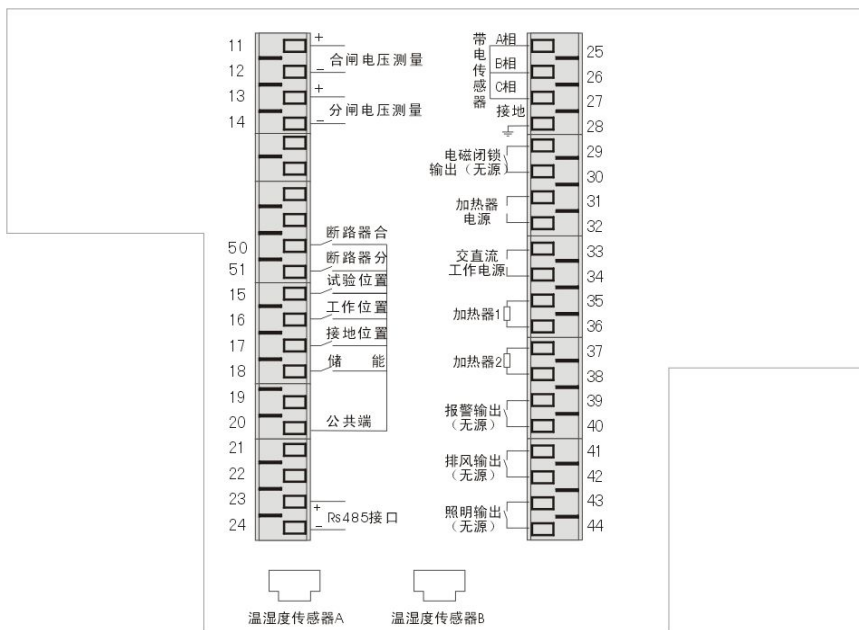 11 +
合闸电压测量
12 −
13 +
分闸电压测量
14 −
断路器合
50
断路器分
51
试验位置
15
工作位置
16
接地位置
17
储 能
18
19
公共端
20
21
22
23
+
Rs485接口
24 −
温湿度传感器A
温湿度传感器B
带电传感器
A相
25
B相
26
C相
27
接地
28
29
电磁闭锁
输出（无源）
30
31
加热器
电源
32
33
交直流
工作电源
34
35
加热器1
36
37
加热器2
38
39
报警输出
（无源）
40
41
排风输出
（无源）
42
43
照明输出
（无源）
44